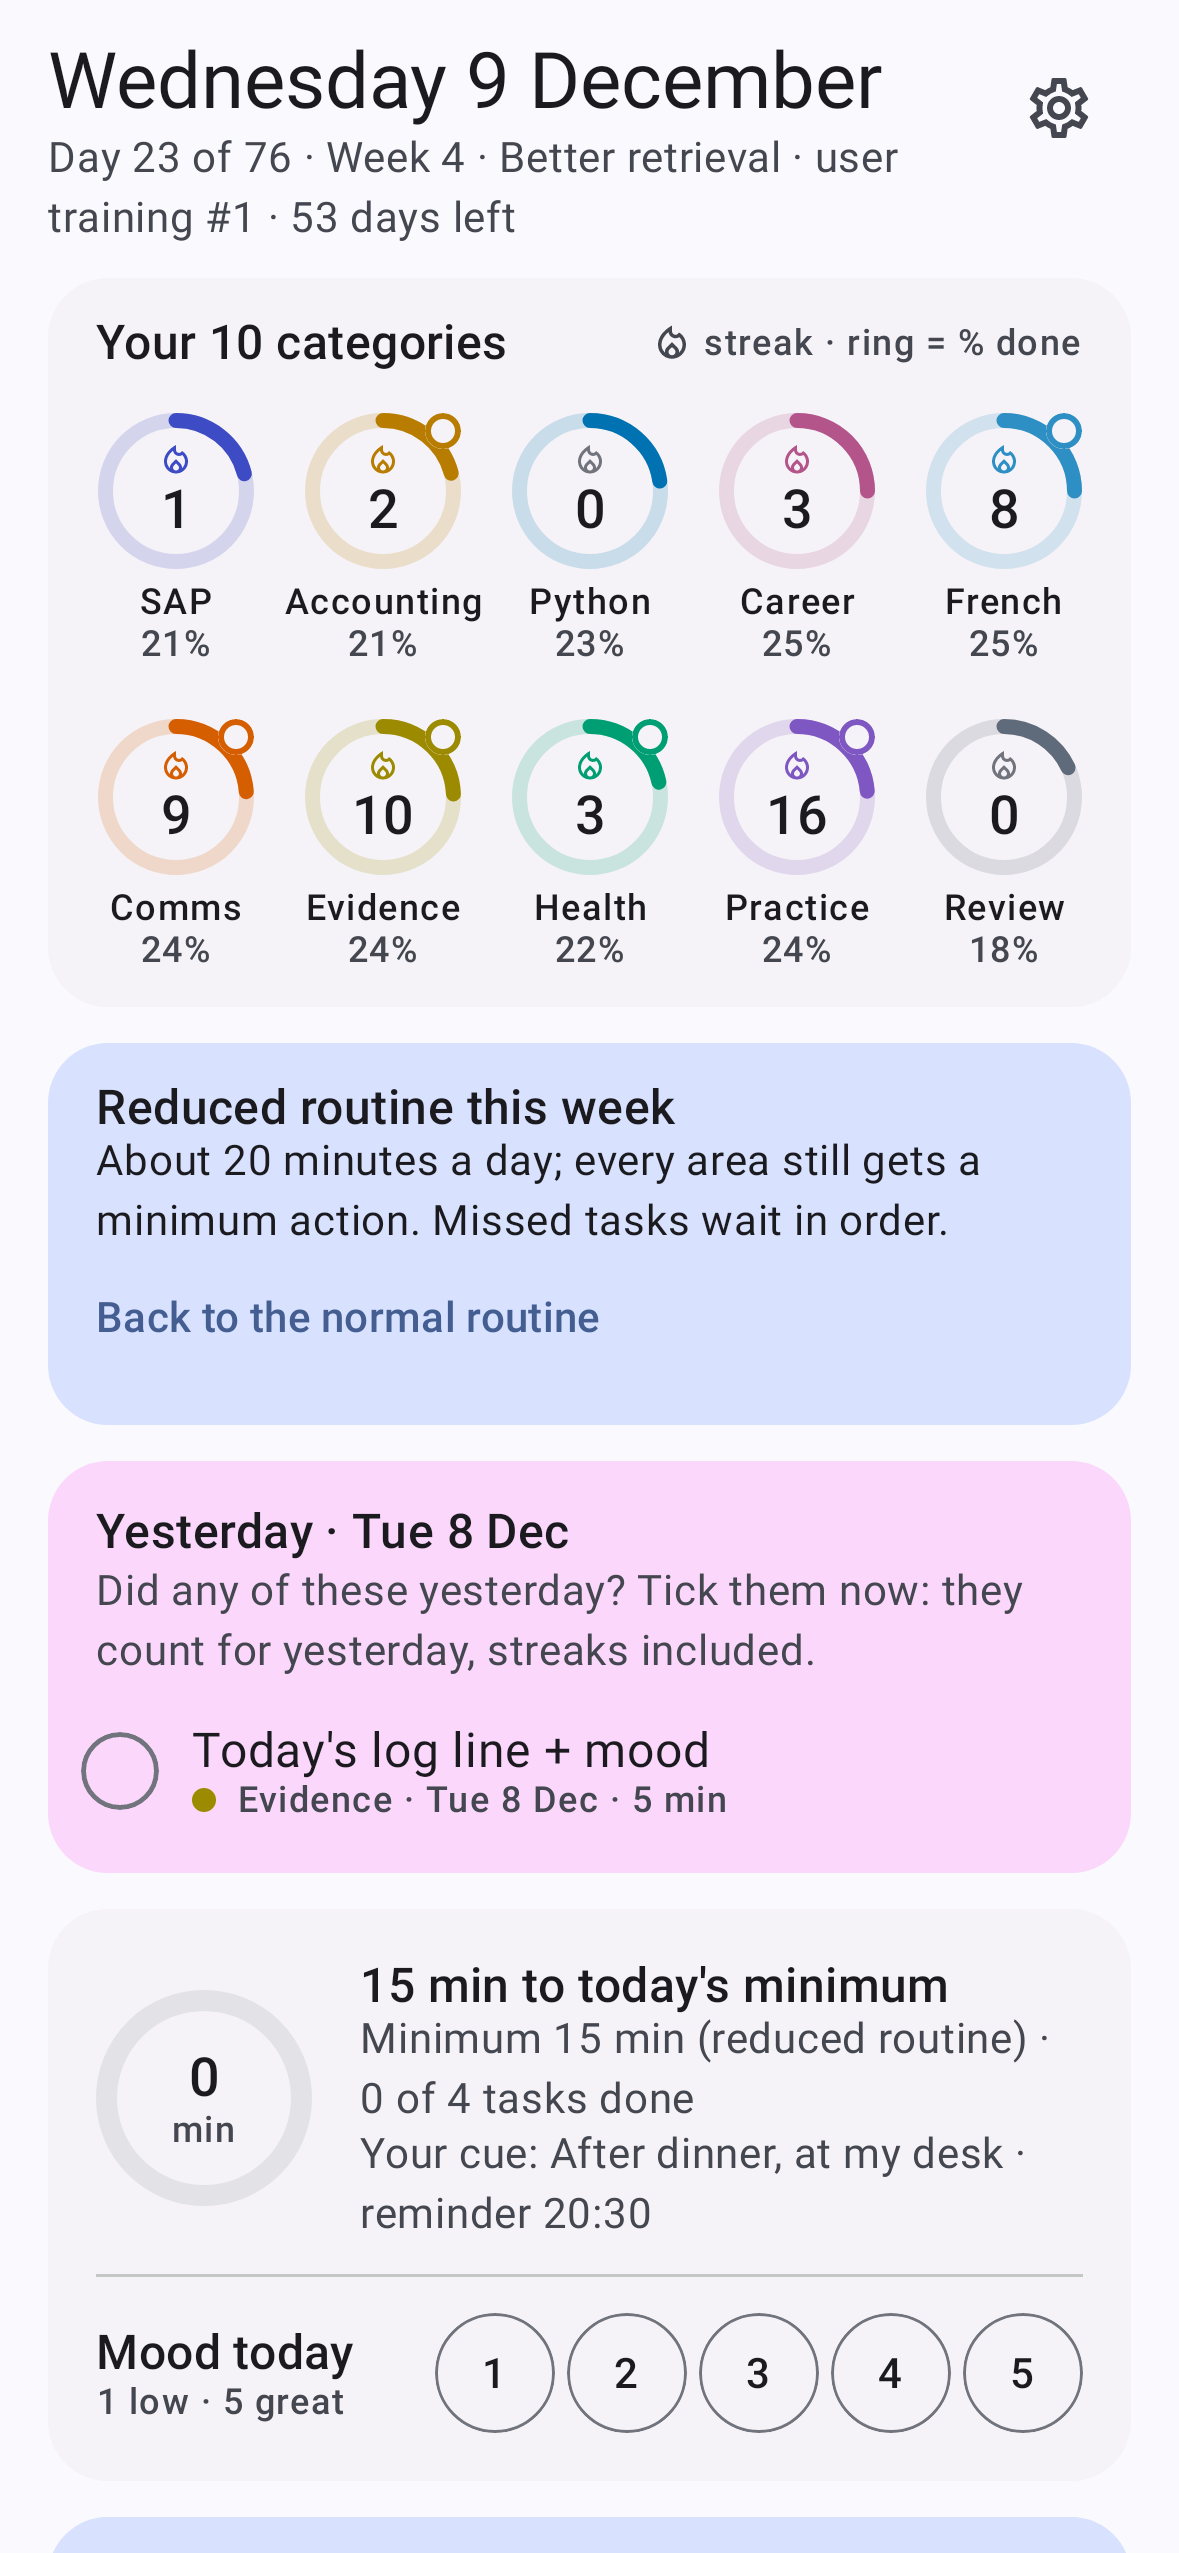 Wednesday 9 December
Day 23 of 76 · Week 4 · Better retrieval · user
training #1 · 53 days left
Your 10 categories
streak · ring = % done
1
2
0
3
8
SAP
Accounting
Python
Career
French
21%
21%
23%
25%
25%
9
10
3
16
0
Comms
Evidence
Health
Practice
Review
24%
24%
22%
24%
18%
Reduced routine this week
About 20 minutes a day; every area still gets a
minimum action. Missed tasks wait in order.
Back to the normal routine
Yesterday · Tue 8 Dec
Did any of these yesterday? Tick them now: they
count for yesterday, streaks included.
Today's log line + mood
Evidence · Tue 8 Dec · 5 min
0
min
15 min to today's minimum
Minimum 15 min (reduced routine) ·
0 of 4 tasks done
Your cue: After dinner, at my desk ·
reminder 20:30
Mood today
1 low · 5 great
1
2
3
4
5